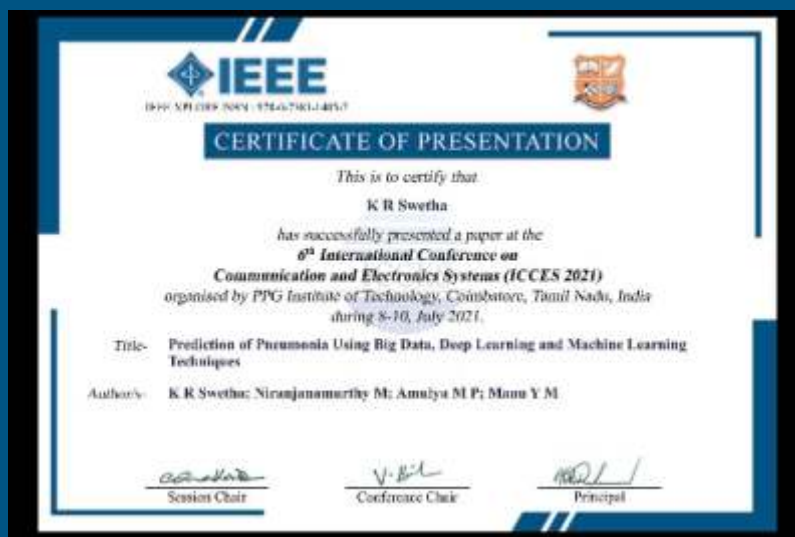 IEEE
CERTIFICATE OF PRESENTATION
This is to certify that
K R Swetha
has successfully presented a paper at the
6th International Conference on
Communication and Electronics Systems (ICCES 2021)
organised by PPG Institute of Technology, Coimbatore, Tamil Nadu, India
during 8-10, July 2021.
Title- Prediction of Pneumonia Using Big Data, Deep Learning and Machine Learning
Techniques
Author/s- K R Swetha; Niranjanamurthy M; Amulya M P; Manu Y M
Session Chair Conference Chair Principal